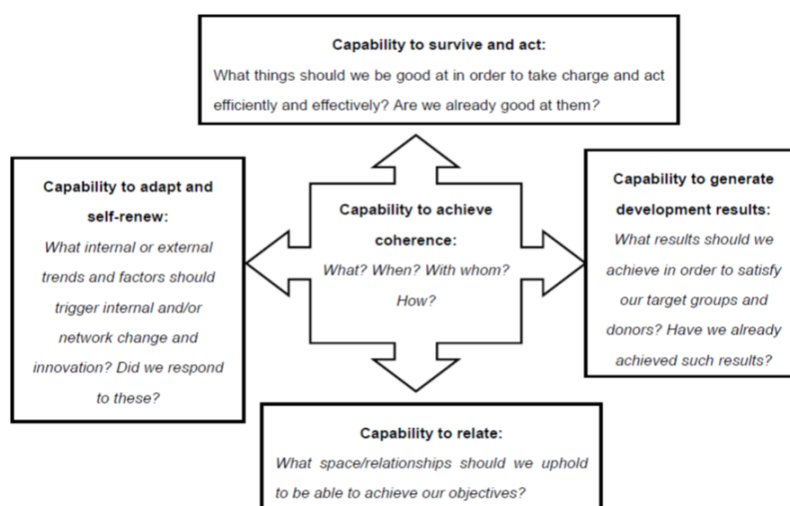 Capability to survive and act:
What things should we be good at in order to take charge and act
efficiently and effectively? Are we already good at them?
Capability to adapt and
self-renew:
What internal or external
trends and factors should
trigger internal and/or
network change and
innovation? Did we respond
to these?
Capability to achieve
coherence:
What? When? With whom?
How?
Capability to generate
development results:
What results should we
achieve in order to satisfy
our target groups and
donors? Have we already
achieved such results?
Capability to relate:
What space/relationships should we uphold
to be able to achieve our objectives?